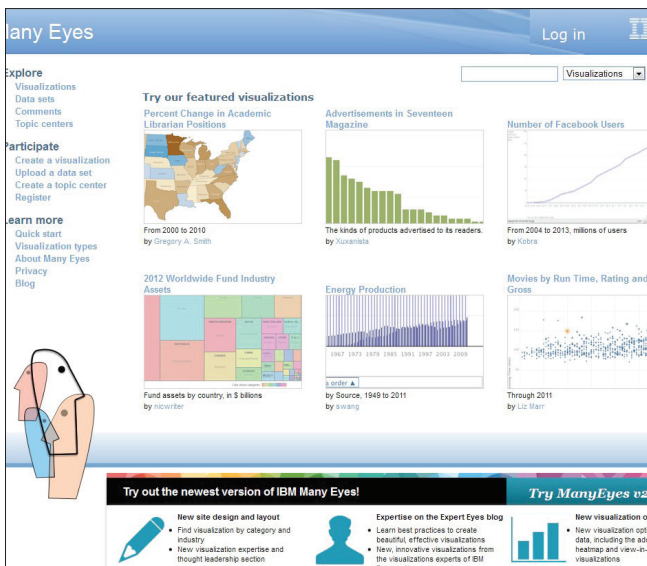 any Eyes
Log in
IBM
Explore
Visualizations
Data sets
Comments
Topic centers
Participate
Create a visualization
Upload a data set
Create a topic center
Register
Learn more
Quick start
Visualization types
About Many Eyes
Privacy
Blog
Visualizations
Try our featured visualizations
Percent Change in Academic
Librarian Positions
From 2000 to 2010
by Gregory A. Smith
Advertisements in Seventeen
Magazine
The kinds of products advertised to its readers.
by Xuxanista
Number of Facebook Users
From 2004 to 2013, millions of users
by Kobra
2012 Worldwide Fund Industry
Assets
Fund assets by country, in $ billions
by nicwriter
Energy Production
1967 1973 1979 1985 1991 1997 2003 2009
s order ▲
by Source, 1949 to 2011
by swang
Movies by Run Time, Rating and
Gross
Through 2011
by Liz Marr
Try out the newest version of IBM Many Eyes!
Try ManyEyes v2
New site design and layout
• Find visualization by category and
industry
• New visualization expertise and
thought leadership section
Expertise on the Expert Eyes blog
• Learn best practices to create
beautiful, effective visualizations
• New, innovative visualizations from
the visualizations experts of IBM
New visualization o
• New visualization opt
data, including the add
heatmap and view-in-
visualizations